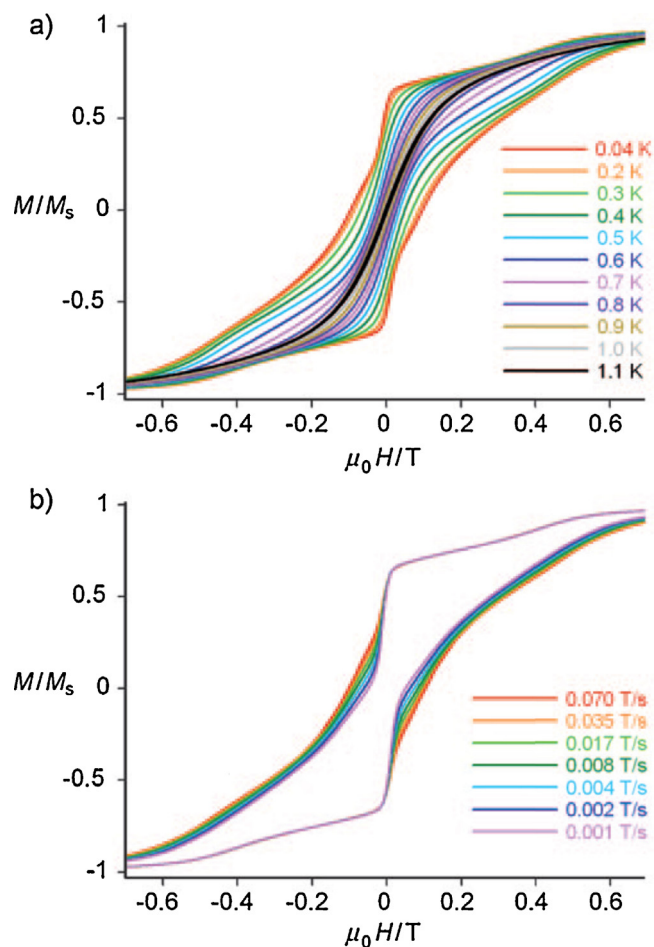 a)
1
0.5
M/Ms
0
-0.5
-1
0.04 K
0.2 K
0.3 K
0.4 K
0.5 K
0.6 K
0.7 K
0.8 K
0.9 K
1.0 K
1.1 K
-0.6 -0.4 -0.2 0 0.2 0.4 0.6
μ₀H/T
b)
1
0.5
M/Ms
0
-0.5
-1
0.070 T/s
0.035 T/s
0.017 T/s
0.008 T/s
0.004 T/s
0.002 T/s
0.001 T/s
-0.6 -0.4 -0.2 0 0.2 0.4 0.6
μ₀H/T